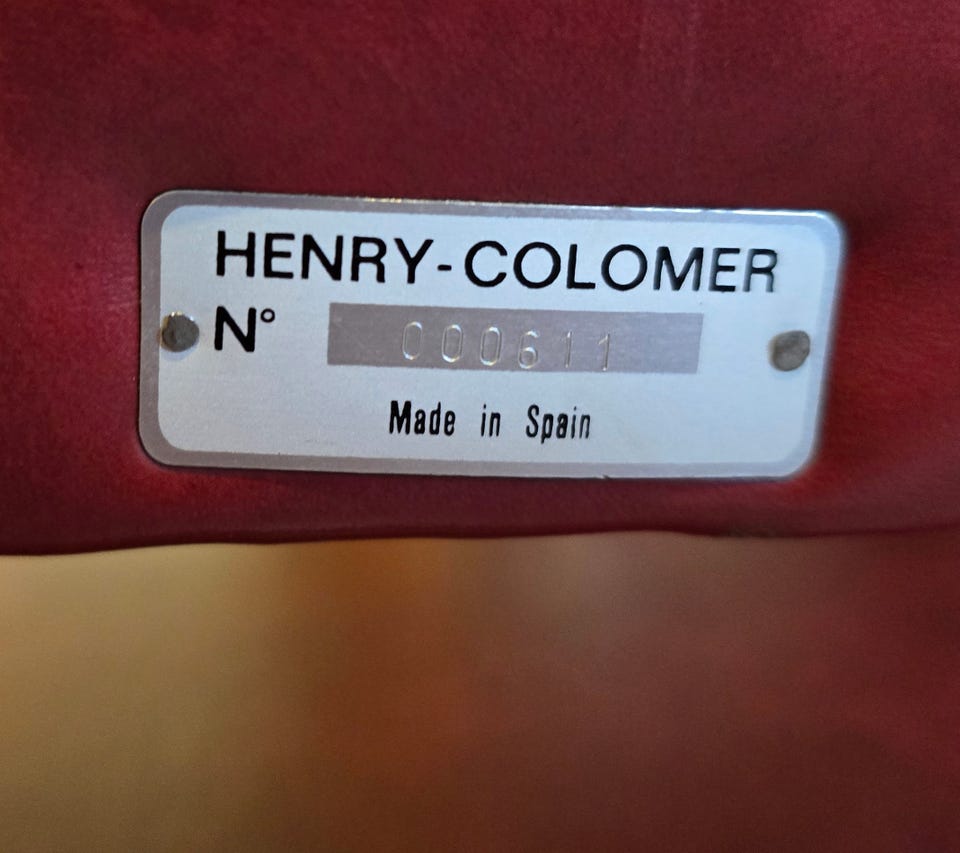 HENRY-COLOMER
N° 000611
Made in Spain